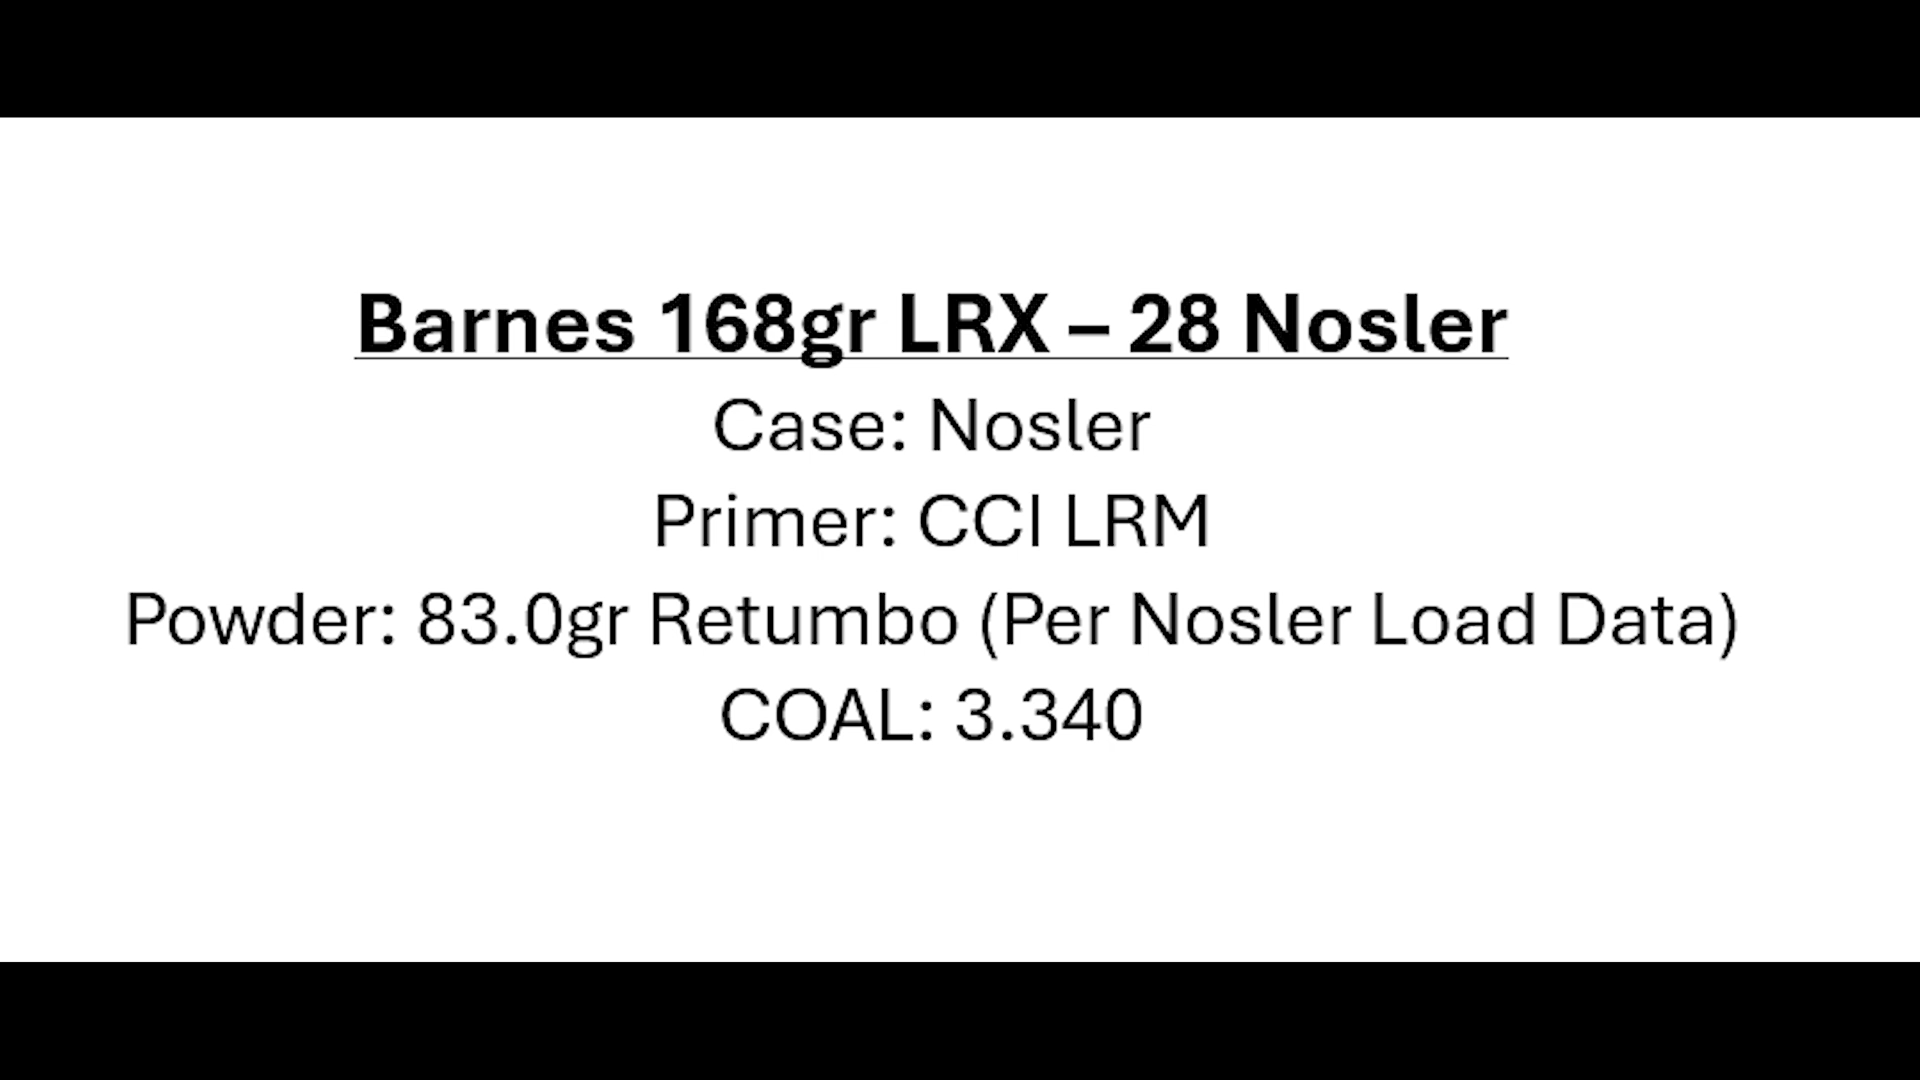 Barnes 168gr LRX – 28 Nosler
Case: Nosler
Primer: CCI LRM
Powder: 83.0gr Retumbo (Per Nosler Load Data)
COAL: 3.340